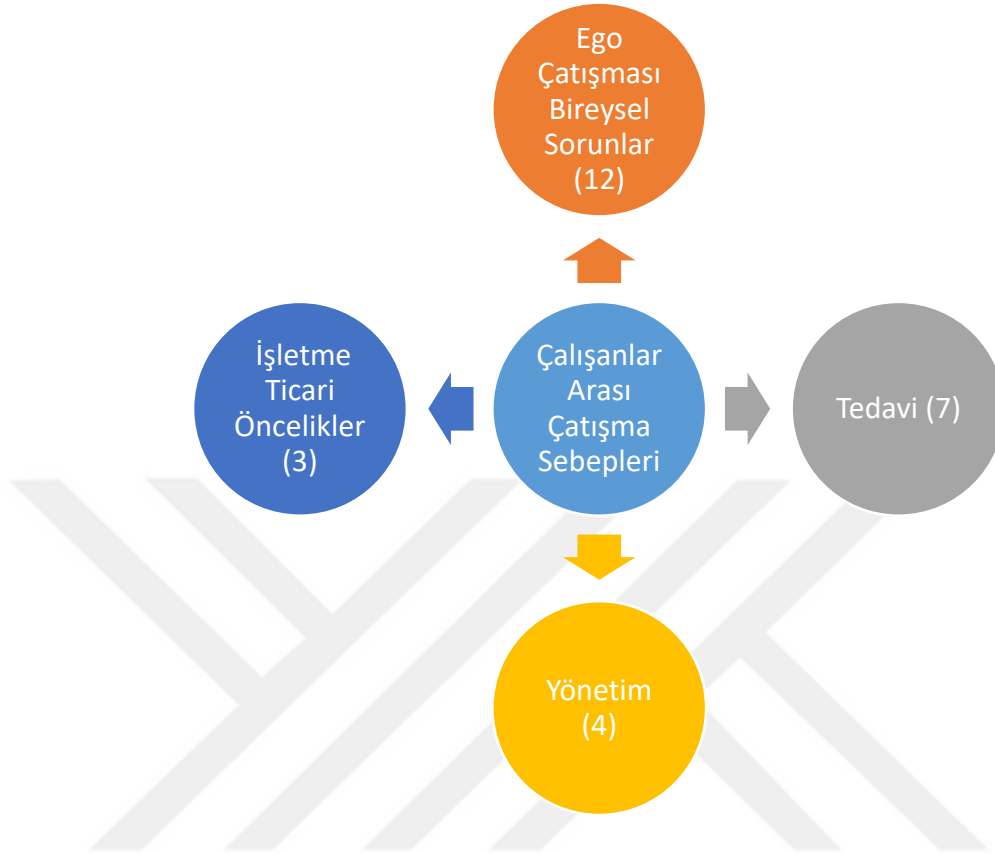 Ego
Çatışması
Bireysel
Sorunlar
(12)
İşletme
Ticari
Öncelikler
(3)
Çalışanlar
Arası
Çatışma
Sebepleri
Tedavi (7)
Yönetim
(4)